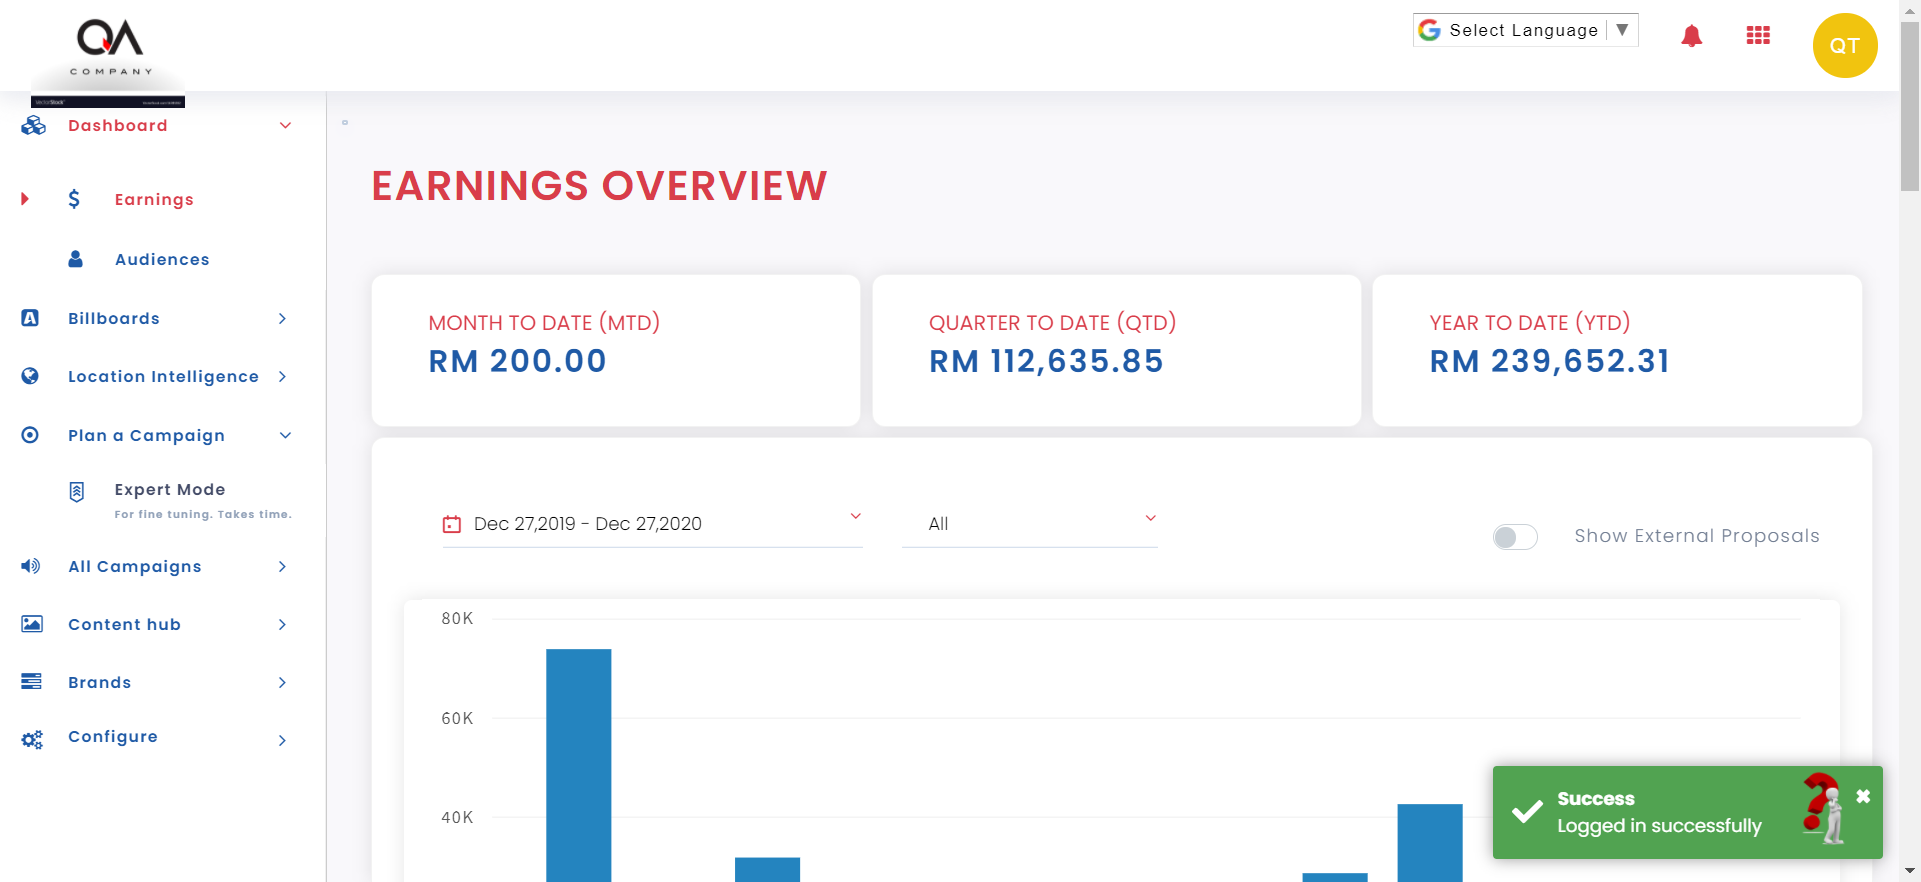 QA
COMPANY
Select Language ▼
QT
Dashboard
Earnings
Audiences
Billboards
Location Intelligence
Plan a Campaign
Expert Mode
For fine tuning. Takes time.
All Campaigns
Content hub
Brands
Configure
EARNINGS OVERVIEW
MONTH TO DATE (MTD)
RM 200.00
QUARTER TO DATE (QTD)
RM 112,635.85
YEAR TO DATE (YTD)
RM 239,652.31
Dec 27,2019 - Dec 27,2020
All
Show External Proposals
80K
60K
40K
Success
Logged in successfully